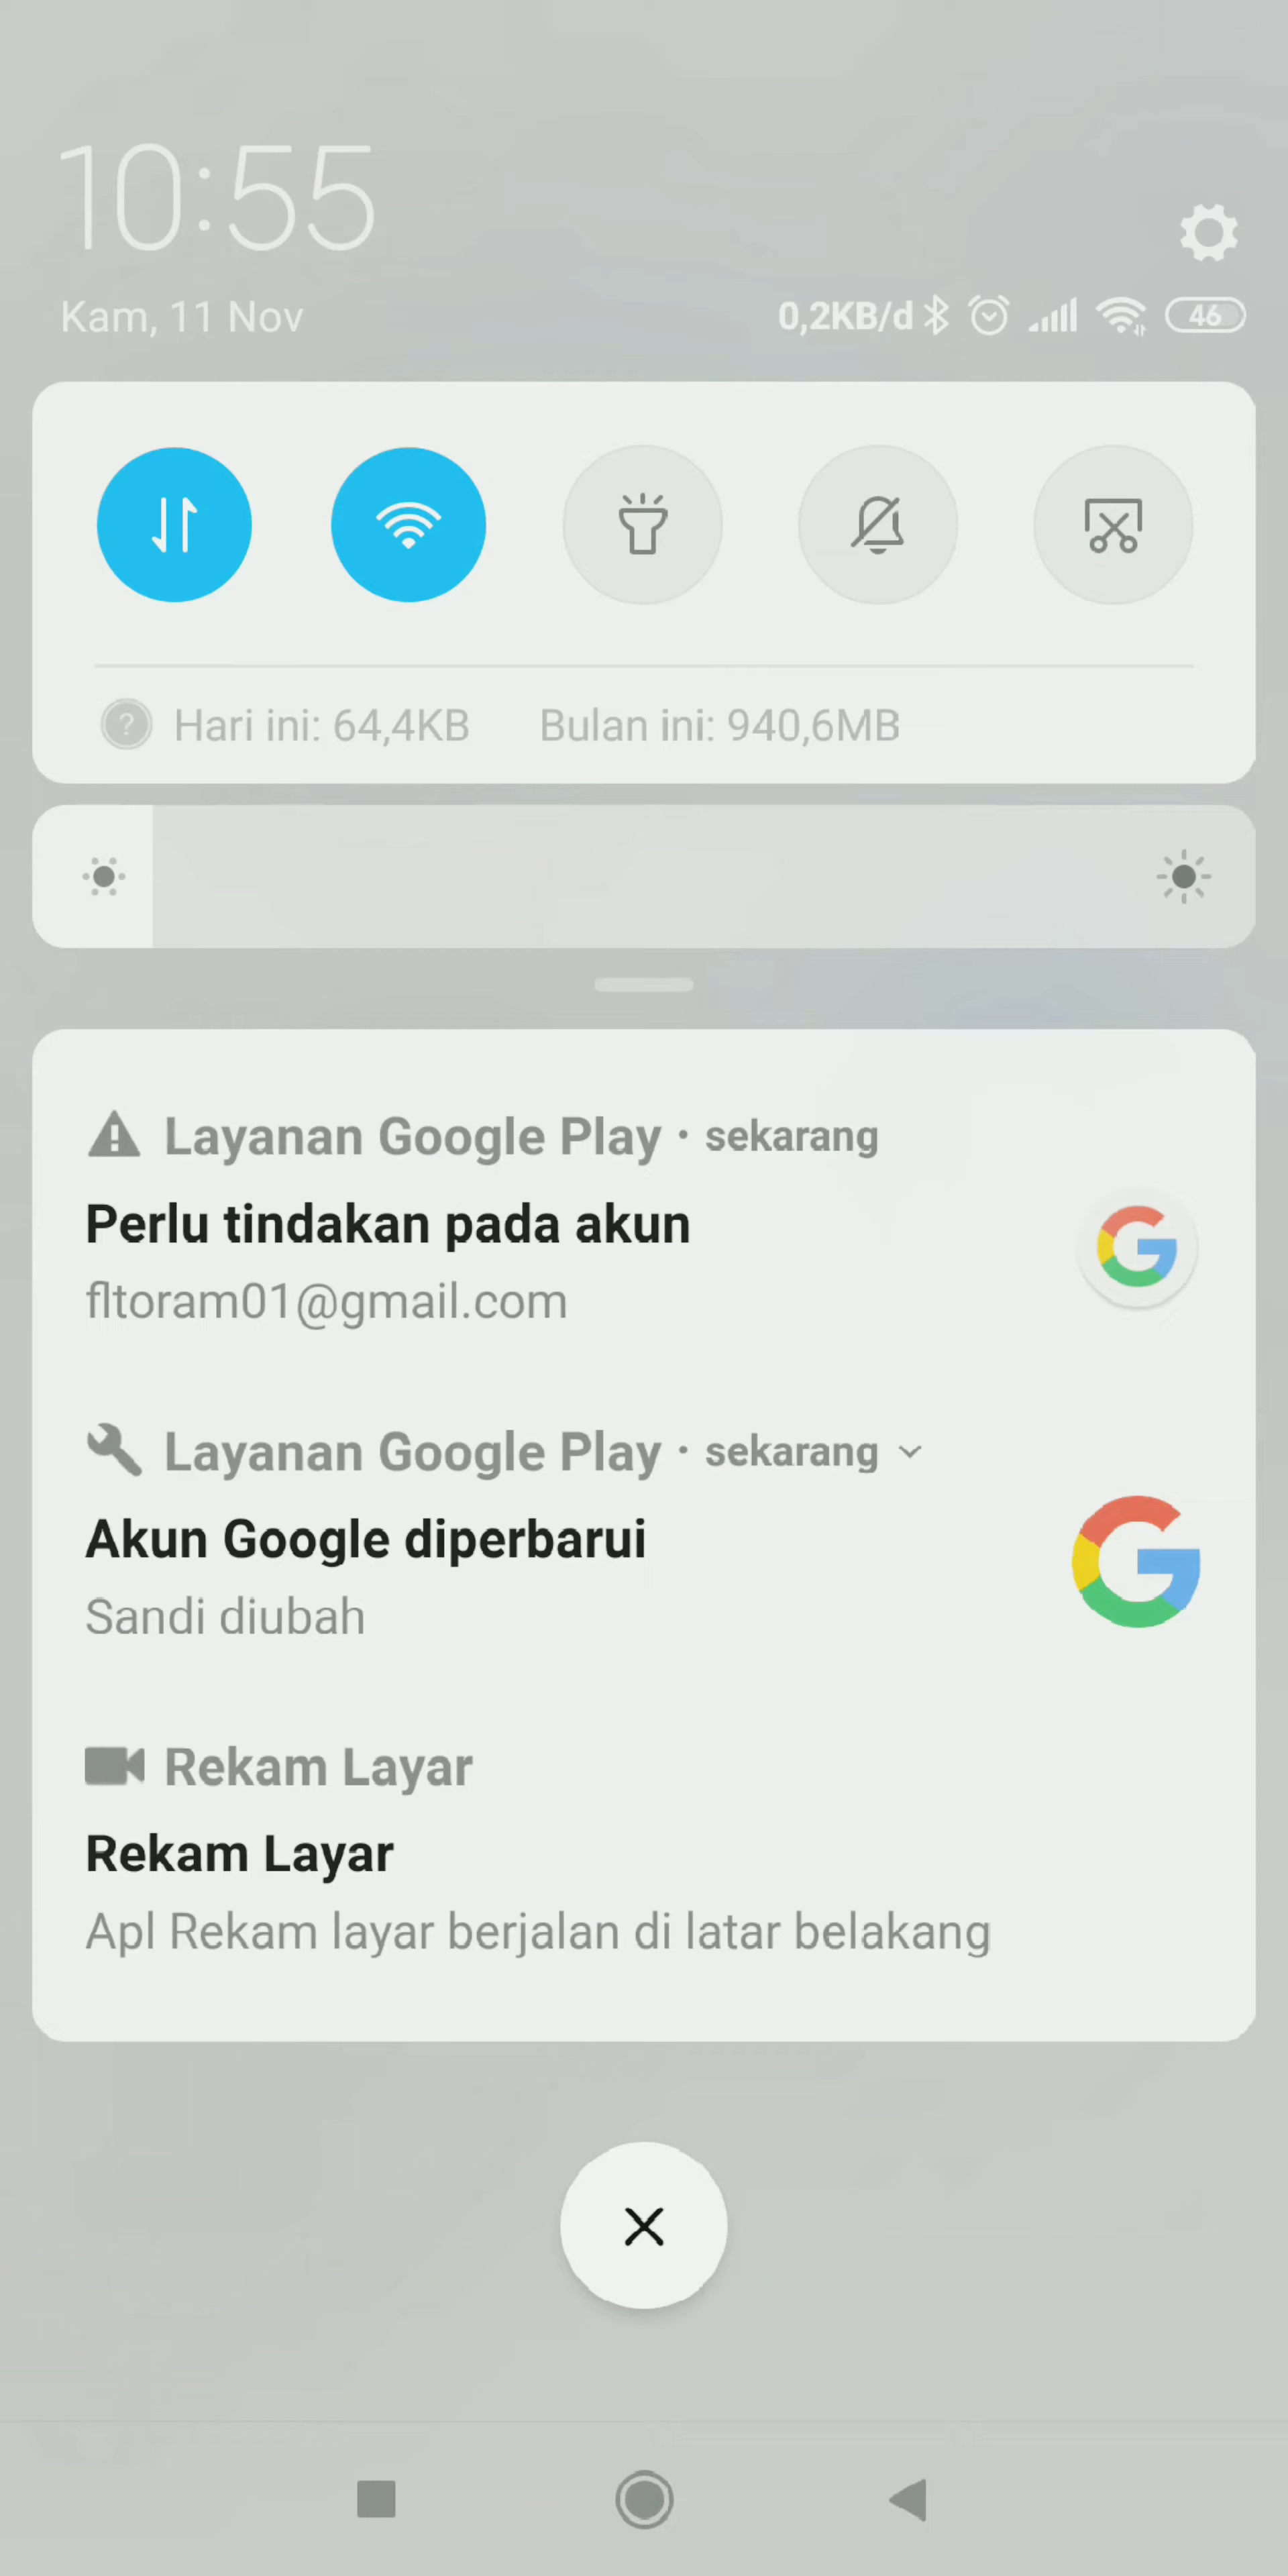 10:55
Kam, 11 Nov
0,2KB/d
46
Hari ini: 64,4KB
Bulan ini: 940,6MB
Layanan Google Play · sekarang
Perlu tindakan pada akun
fltoram01@gmail.com
Layanan Google Play · sekarang
Akun Google diperbarui
Sandi diubah
Rekam Layar
Rekam Layar
Apl Rekam layar berjalan di latar belakang